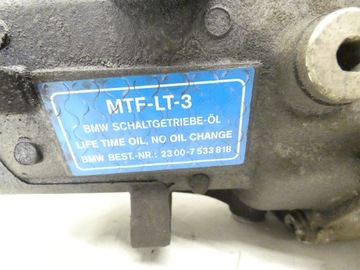 MTF-LT-3
BMW SCHALTGETRIEBE-ÖL
LIFE TIME OIL, NO OIL CHANGE
BMW BEST.-NR.: 23 00-7 533 818